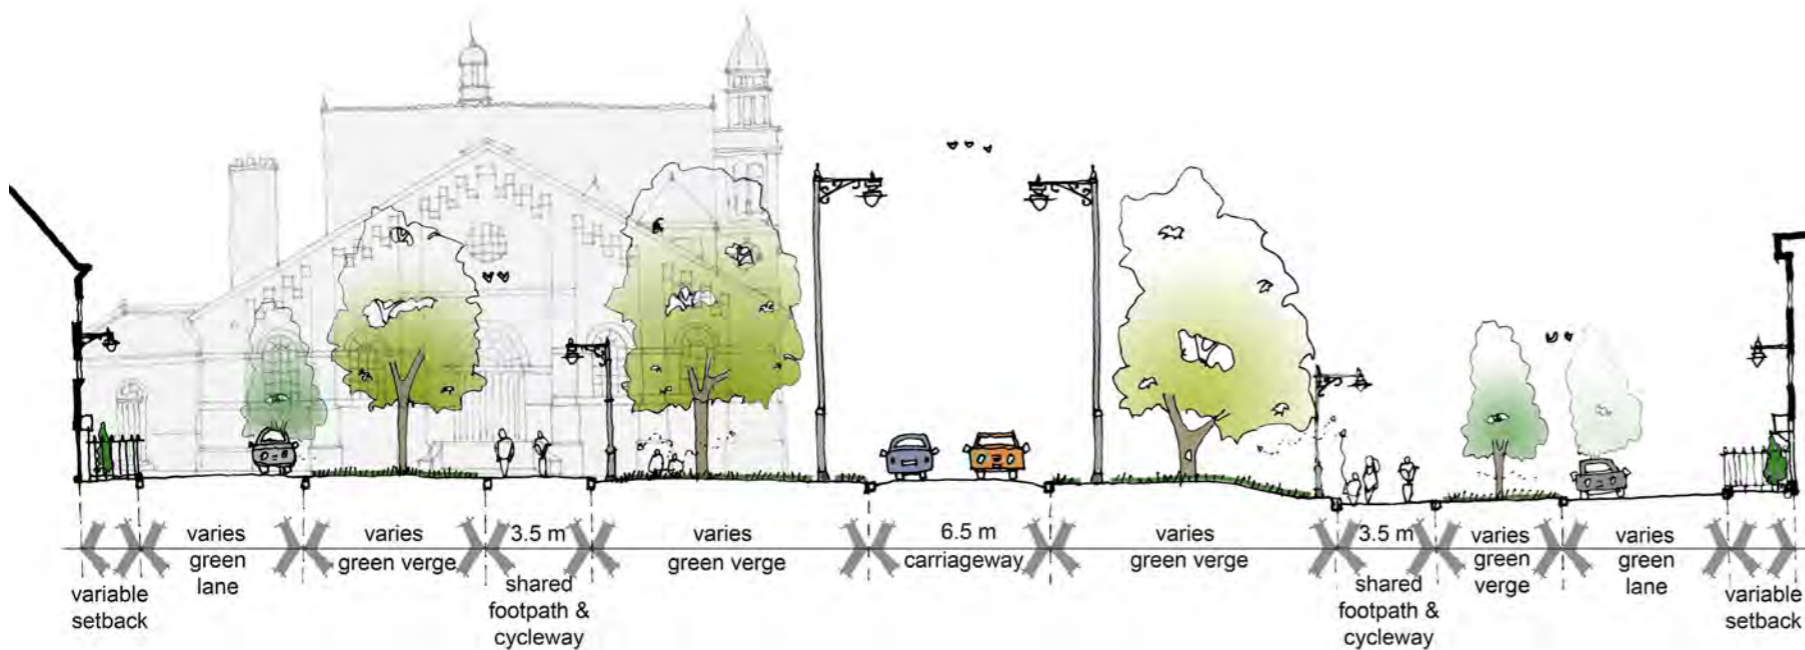 variable
setback
varies
green
lane
varies
green verge
3.5 m
shared
footpath &
cycleway
varies
green verge
6.5 m
carriageway
varies
green verge
3.5 m
shared
footpath &
cycleway
varies
green
verge
varies
green
lane
variable
setback